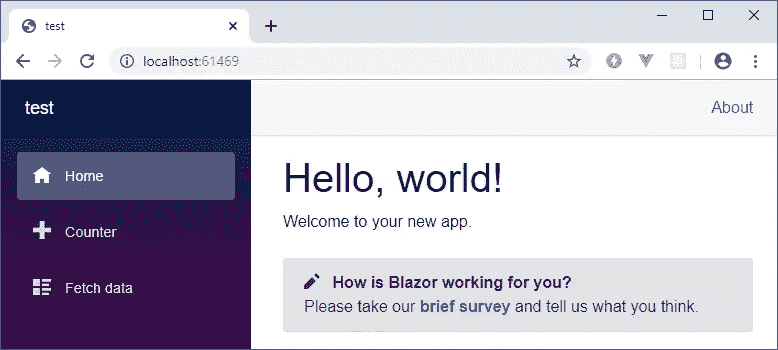 test
localhost:61469
test
About
Home
Counter
Fetch data
Hello, world!
Welcome to your new app.
How is Blazor working for you?
Please take our brief survey and tell us what you think.